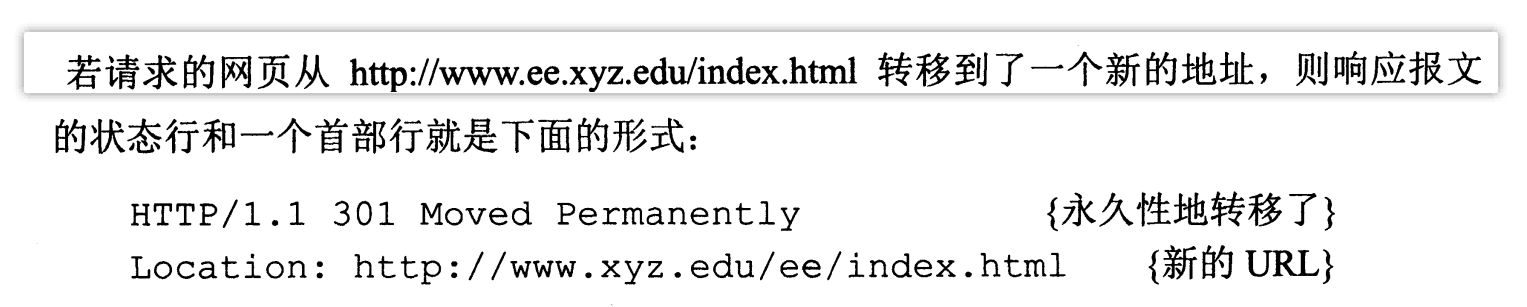 若请求的网页从 http://www.ee.xyz.edu/index.html 转移到了一个新的地址，则响应报文
的状态行和一个首部行就是下面的形式：
HTTP/1.1 301 Moved Permanently {永久性地转移了}
Location: http://www.xyz.edu/ee/index.html {新的 URL}